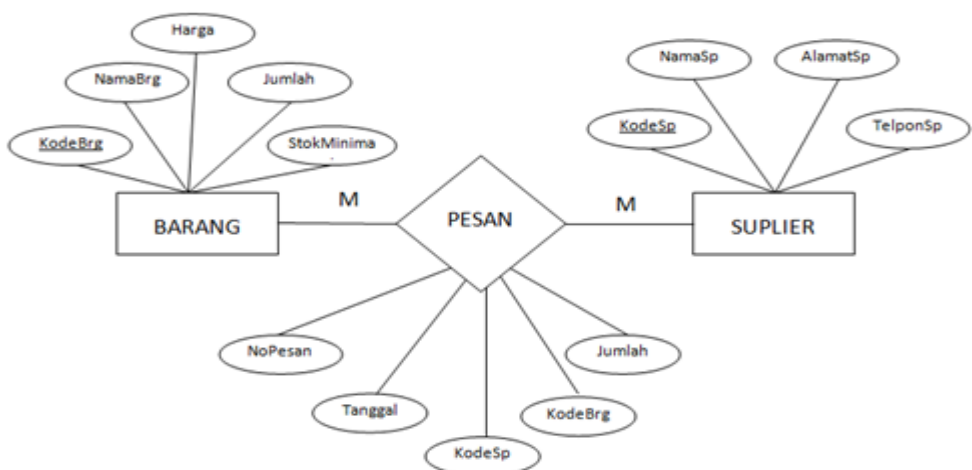 Harga
NamaBrg
Jumlah
KodeBrg
StokMinima
BARANG
M
PESAN
M
NamaSp
AlamatSp
KodeSp
TelponSp
SUPLIER
NoPesan
Jumlah
Tanggal
KodeBrg
KodeSp